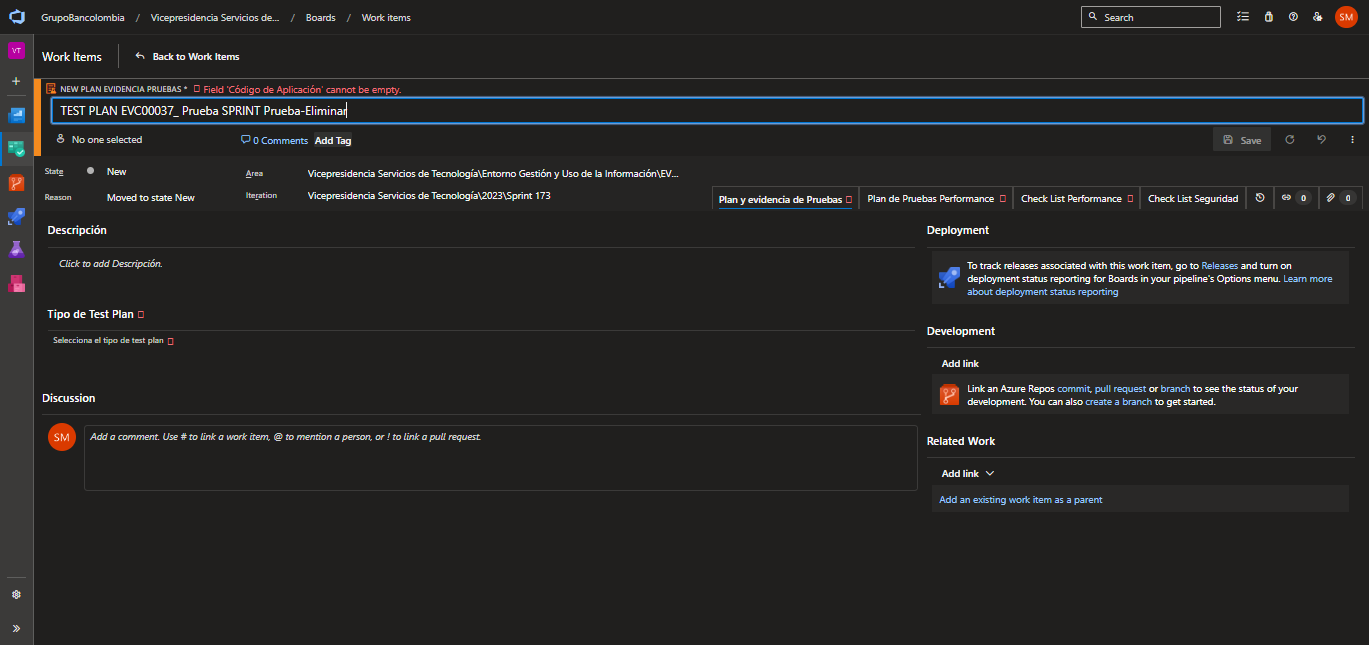 GrupoBancolombia / Vicepresidencia Servicios de... / Boards / Work items
Search
SM
VT
Work Items
Back to Work Items
NEW PLAN EVIDENCIA PRUEBAS * Field 'Código de Aplicación' cannot be empty.
TEST PLAN EVC00037_ Prueba SPRINT Prueba-Eliminar
No one selected
0 Comments
Add Tag
Save
State
New
Area
Vicepresidencia Servicios de Tecnología\Entorno Gestión y Uso de la Información\EV...
Reason
Moved to state New
Iteration
Vicepresidencia Servicios de Tecnología\2023\Sprint 173
Plan y evidencia de Pruebas
Plan de Pruebas Performance
Check List Performance
Check List Seguridad
0
0
Descripción
Click to add Descripción.
Tipo de Test Plan
Selecciona el tipo de test plan
Discussion
SM
Add a comment. Use # to link a work item, @ to mention a person, or ! to link a pull request.
Deployment
To track releases associated with this work item, go to Releases and turn on
deployment status reporting for Boards in your pipeline's Options menu. Learn more
about deployment status reporting
Development
Add link
Link an Azure Repos commit, pull request or branch to see the status of your
development. You can also create a branch to get started.
Related Work
Add link
Add an existing work item as a parent